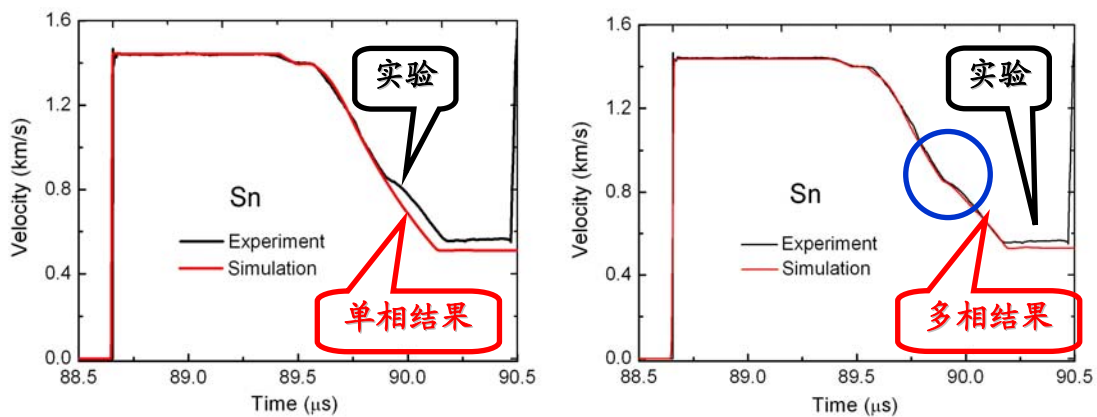 1.6
1.2
0.8
0.4
0.0
Velocity (km/s)
实验
Sn
Experiment
Simulation
单相结果
88.5
89.0
89.5
90.0
90.5
Time (μs)
1.6
1.2
0.8
0.4
0.0
Velocity (km/s)
实验
Sn
Experiment
Simulation
多相结果
88.5
89.0
89.5
90.0
90.5
Time (μs)